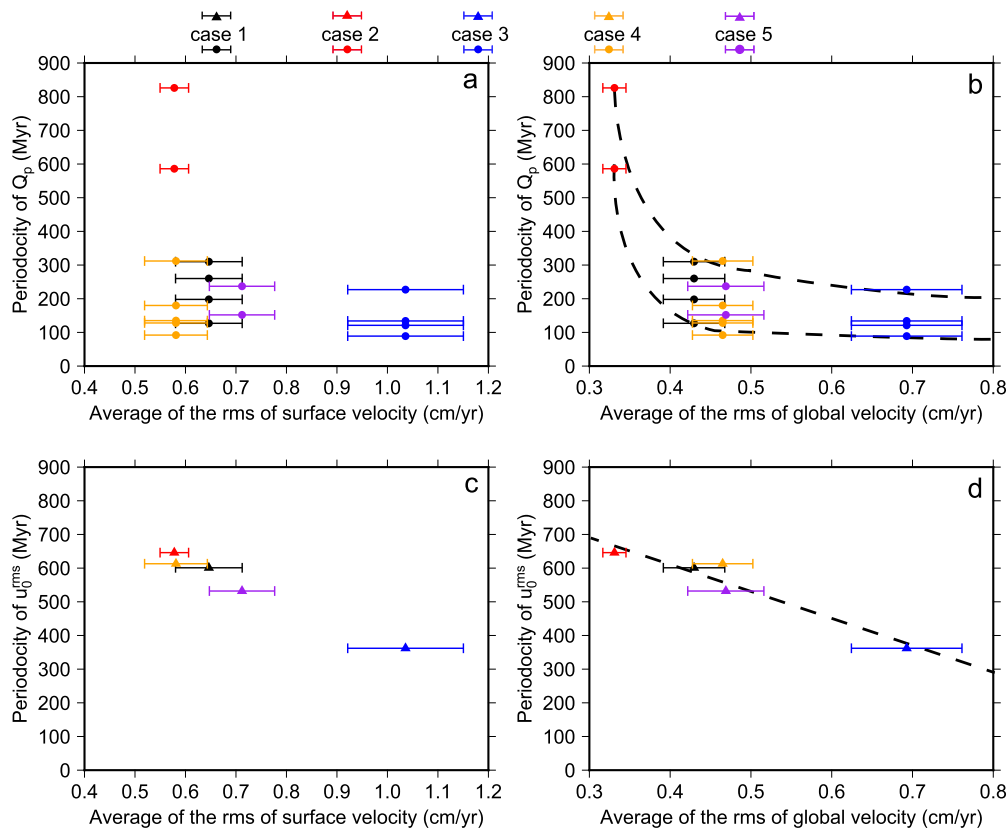 case 1 case 2 case 3 case 4 case 5
a
900
800
700
600
500
400
300
200
100
0
Periodocity of Qp (Myr)
0.4 0.5 0.6 0.7 0.8 0.9 1.0 1.1 1.2
Average of the rms of surface velocity (cm/yr)
b
900
800
700
600
500
400
300
200
100
0
Periodocity of Qp (Myr)
0.3 0.4 0.5 0.6 0.7 0.8
Average of the rms of global velocity (cm/yr)
c
900
800
700
600
500
400
300
200
100
0
Periodocity of u0rms (Myr)
0.4 0.5 0.6 0.7 0.8 0.9 1.0 1.1 1.2
Average of the rms of surface velocity (cm/yr)
d
900
800
700
600
500
400
300
200
100
0
Periodocity of u0rms (Myr)
0.3 0.4 0.5 0.6 0.7 0.8
Average of the rms of global velocity (cm/yr)